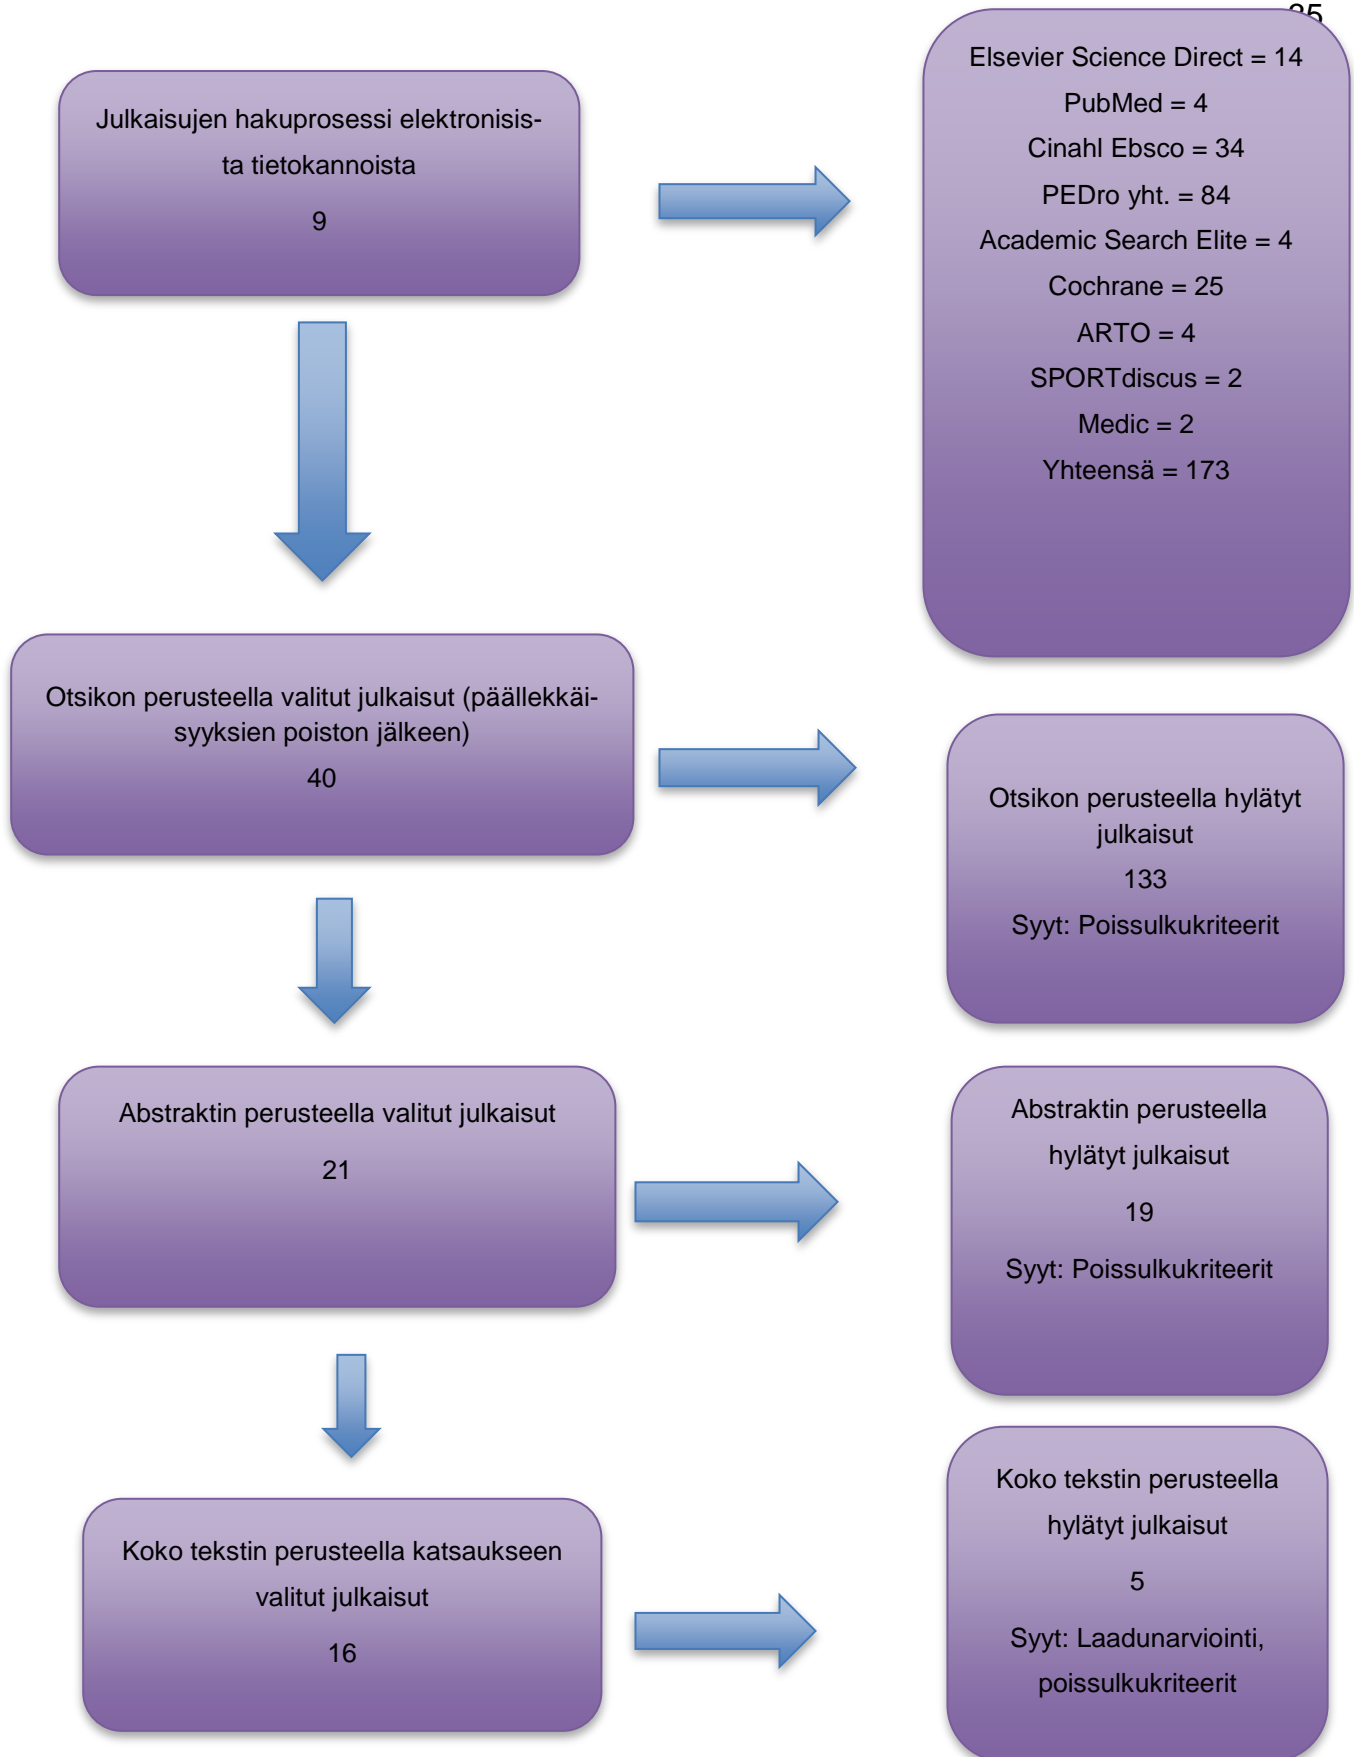 Julkaisujen hakuprosessi elektronisis-
ta tietokannoista
9
Elsevier Science Direct = 14
PubMed = 4
Cinahl Ebsco = 34
PEDro yht. = 84
Academic Search Elite = 4
Cochrane = 25
ARTO = 4
SPORTdiscus = 2
Medic = 2
Yhteensä = 173
Otsikon perusteella valitut julkaisut (päällekkäi-
syyksien poiston jälkeen)
40
Otsikon perusteella hylätyt
julkaisut
133
Syyt: Poissulkukriteerit
Abstraktin perusteella valitut julkaisut
21
Abstraktin perusteella
hylätyt julkaisut
19
Syyt: Poissulkukriteerit
Koko tekstin perusteella katsaukseen
valitut julkaisut
16
Koko tekstin perusteella
hylätyt julkaisut
5
Syyt: Laadunarviointi,
poissulkukriteerit